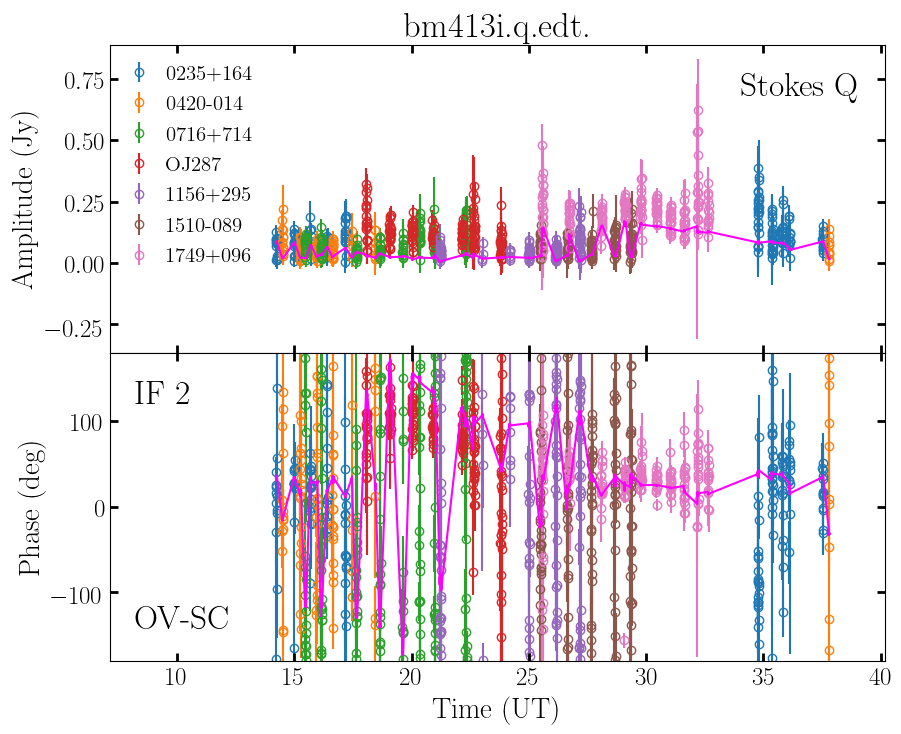 bm413i.q.edt.
Stokes Q
0235+164
0420-014
0716+714
OJ287
1156+295
1510-089
1749+096
Amplitude (Jy)
0.75
0.50
0.25
0.00
−0.25
IF 2
OV-SC
Phase (deg)
100
0
−100
10 15 20 25 30 35 40
Time (UT)